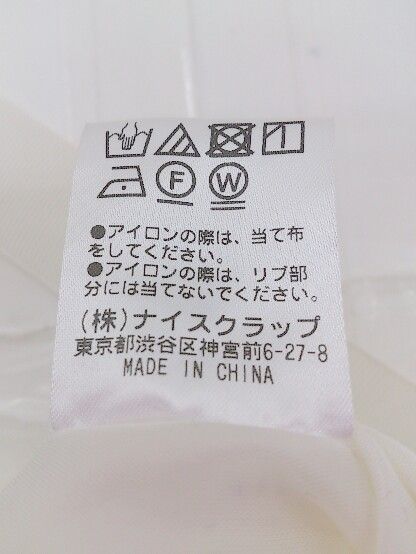 F W
●アイロンの際は、当て布
をしてください。
●アイロンの際は、リブ部
分には当てないでください。
(株)ナイスクラップ
東京都渋谷区神宮前6-27-8
MADE IN CHINA